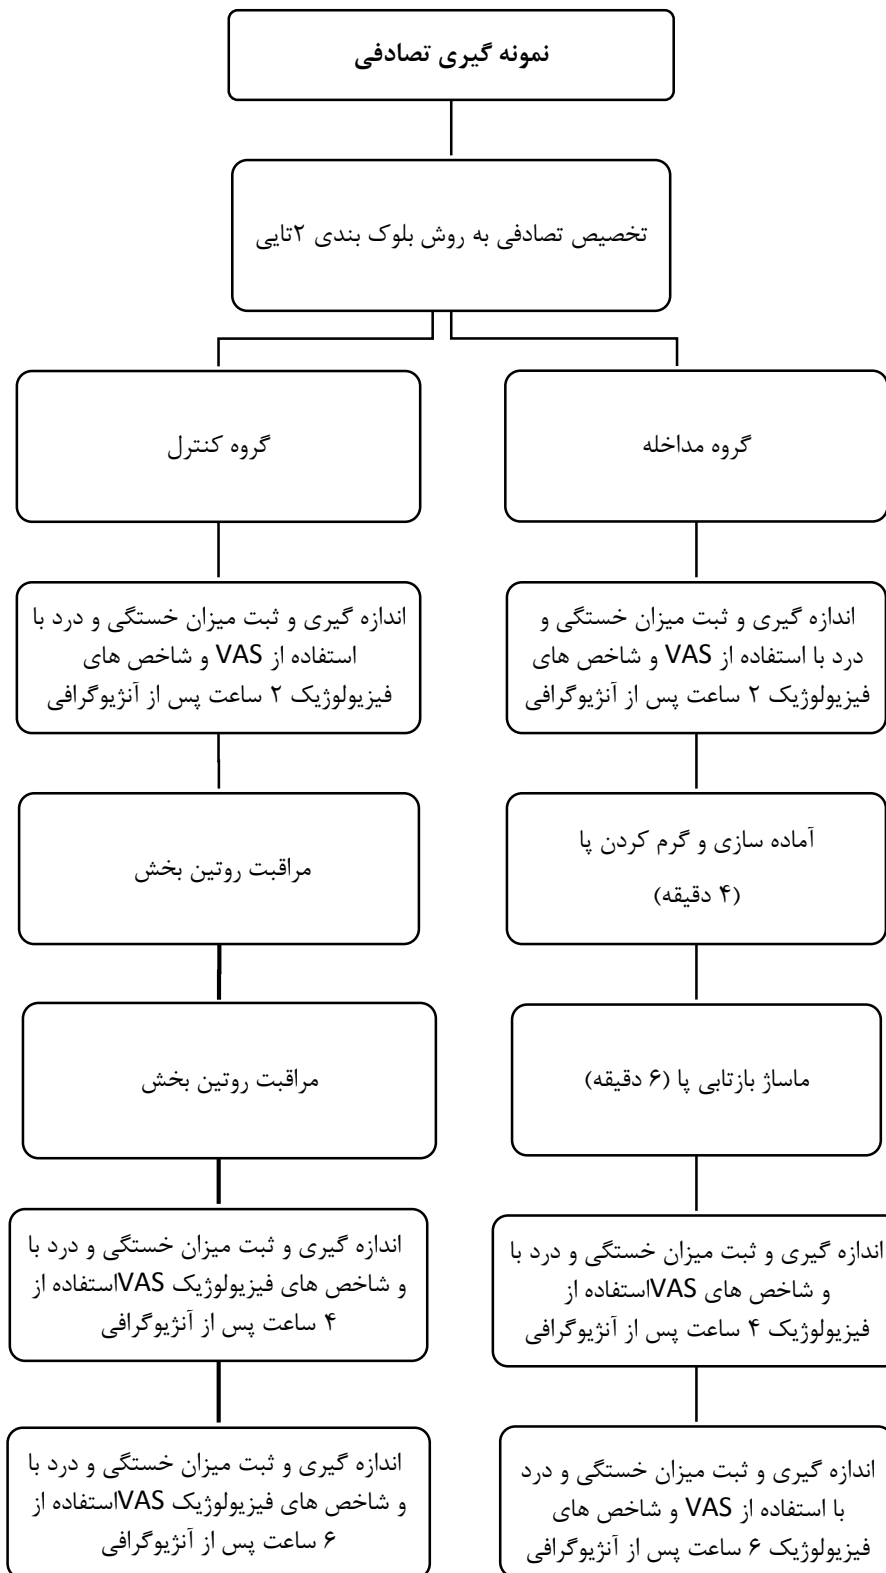 نمونه گیری تصادفی
تخصیص تصادفی به روش بلوک بندی ۲تایی
گروه مداخله
گروه کنترل
اندازه گیری و ثبت میزان خستگی و
درد با استفاده از VAS و شاخص های
فیزیولوژیک ۲ ساعت پس از آنژیوگرافی
اندازه گیری و ثبت میزان خستگی و درد با
استفاده از VAS و شاخص های
فیزیولوژیک ۲ ساعت پس از آنژیوگرافی
آماده سازی و گرم کردن پا
(۴ دقیقه)
مراقبت روتین بخش
ماساژ بازتابی پا (۶ دقیقه)
مراقبت روتین بخش
اندازه گیری و ثبت میزان خستگی و درد با
و شاخص های VASاستفاده از
فیزیولوژیک ۴ ساعت پس از آنژیوگرافی
اندازه گیری و ثبت میزان خستگی و درد با
و شاخص های فیزیولوژیک VASاستفاده از
۴ ساعت پس از آنژیوگرافی
اندازه گیری و ثبت میزان خستگی و درد
با استفاده از VAS و شاخص های
فیزیولوژیک ۶ ساعت پس از آنژیوگرافی
اندازه گیری و ثبت میزان خستگی و درد با
و شاخص های فیزیولوژیک VASاستفاده از
۶ ساعت پس از آنژیوگرافی